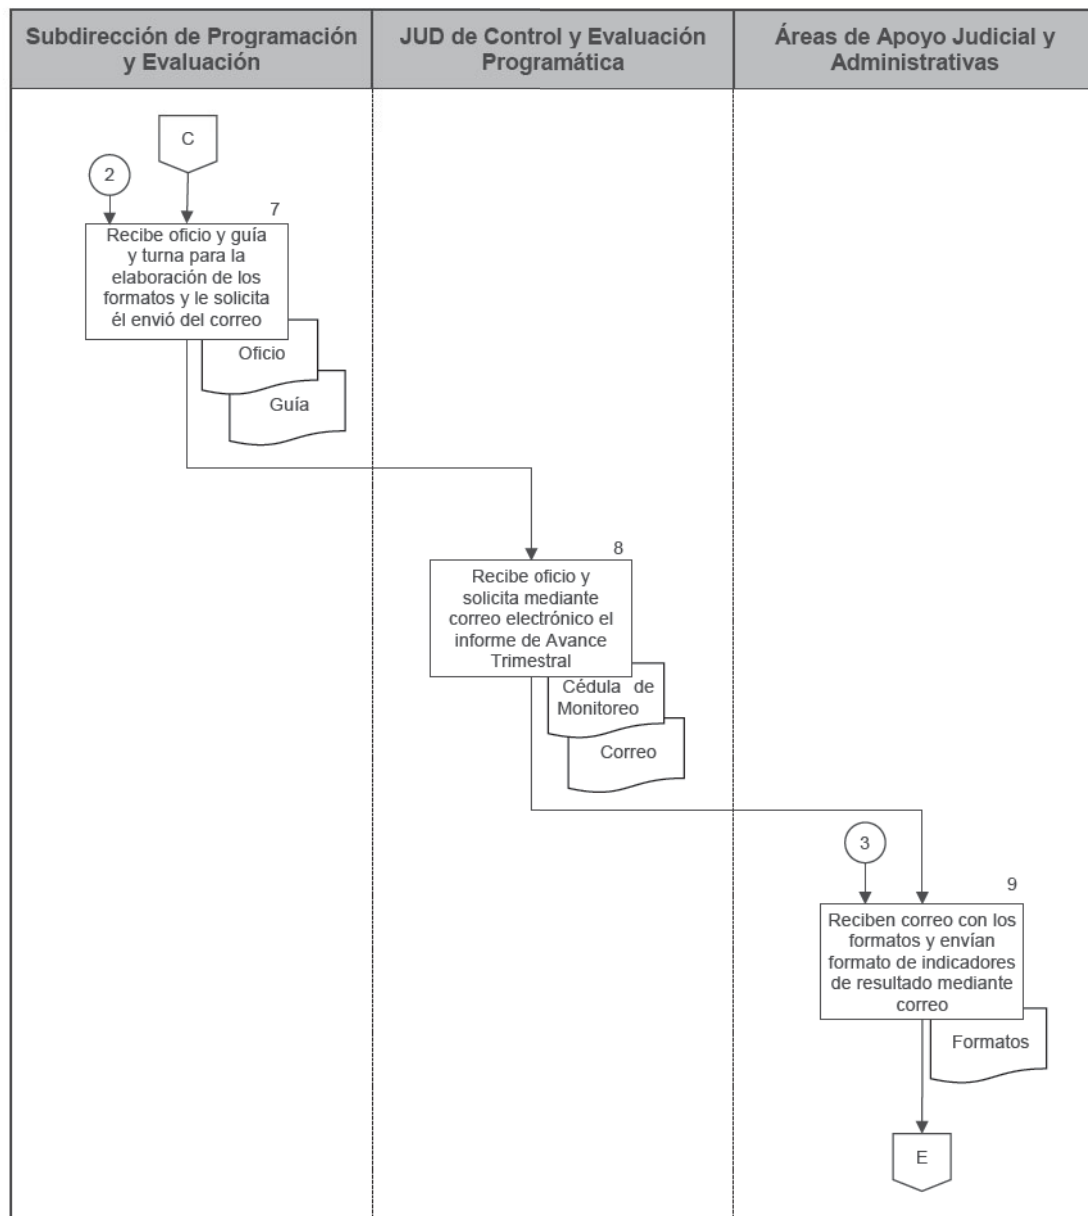 Subdirección de Programación
y Evaluación
JUD de Control y Evaluación
Programática
Áreas de Apoyo Judicial y
Administrativas
C
2
7
Recibe oficio y guía
y turna para la
elaboración de los
formatos y le solicita
él envió del correo
Oficio
Guía
8
Recibe oficio y
solicita mediante
correo electrónico el
informe de Avance
Trimestral
Cédula de
Monitoreo
Correo
3
9
Reciben correo con los
formatos y envían
formato de indicadores
de resultado mediante
correo
Formatos
E